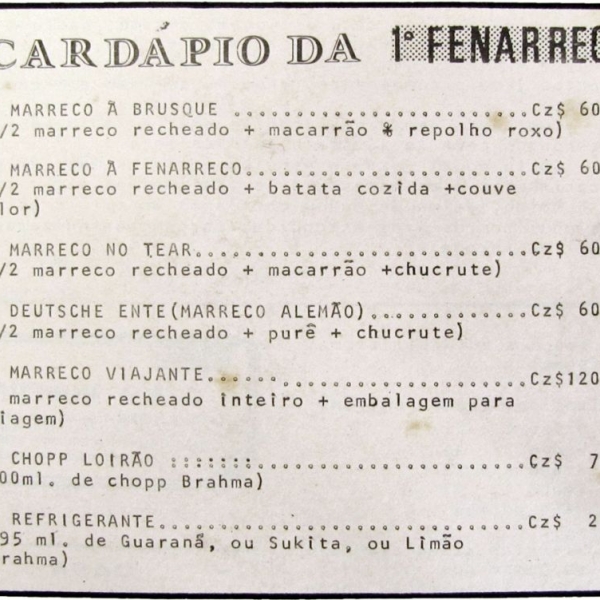 CARDÁPIO DA 1ª FENARREC
MARRECO À BRUSQUE ........................Cz$ 60
/2 marreco recheado + macarrão & repolho roxo)
MARRECO À FENARRECO.......................Cz$ 60
/2 marreco recheado + batata cozida +couve
lor)
MARRECO NO TEAR...........................Cz$ 60
/2 marreco recheado + macarrão +chucrute)
DEUTSCHE ENTE(MARRECO ALEMÃO).............Cz$ 60
/2 marreco recheado + purê + chucrute)
MARRECO VIAJANTE..........................Cz$120
marreco recheado inteiro + embalagem para
iagem)
CHOPP LOIRÃO :::::::......................Cz$ 7
00ml. de chopp Brahma)
REFRIGERANTE..............................Cz$ 2
95 ml. de Guaraná, ou Sukita, ou Limão
rahma)